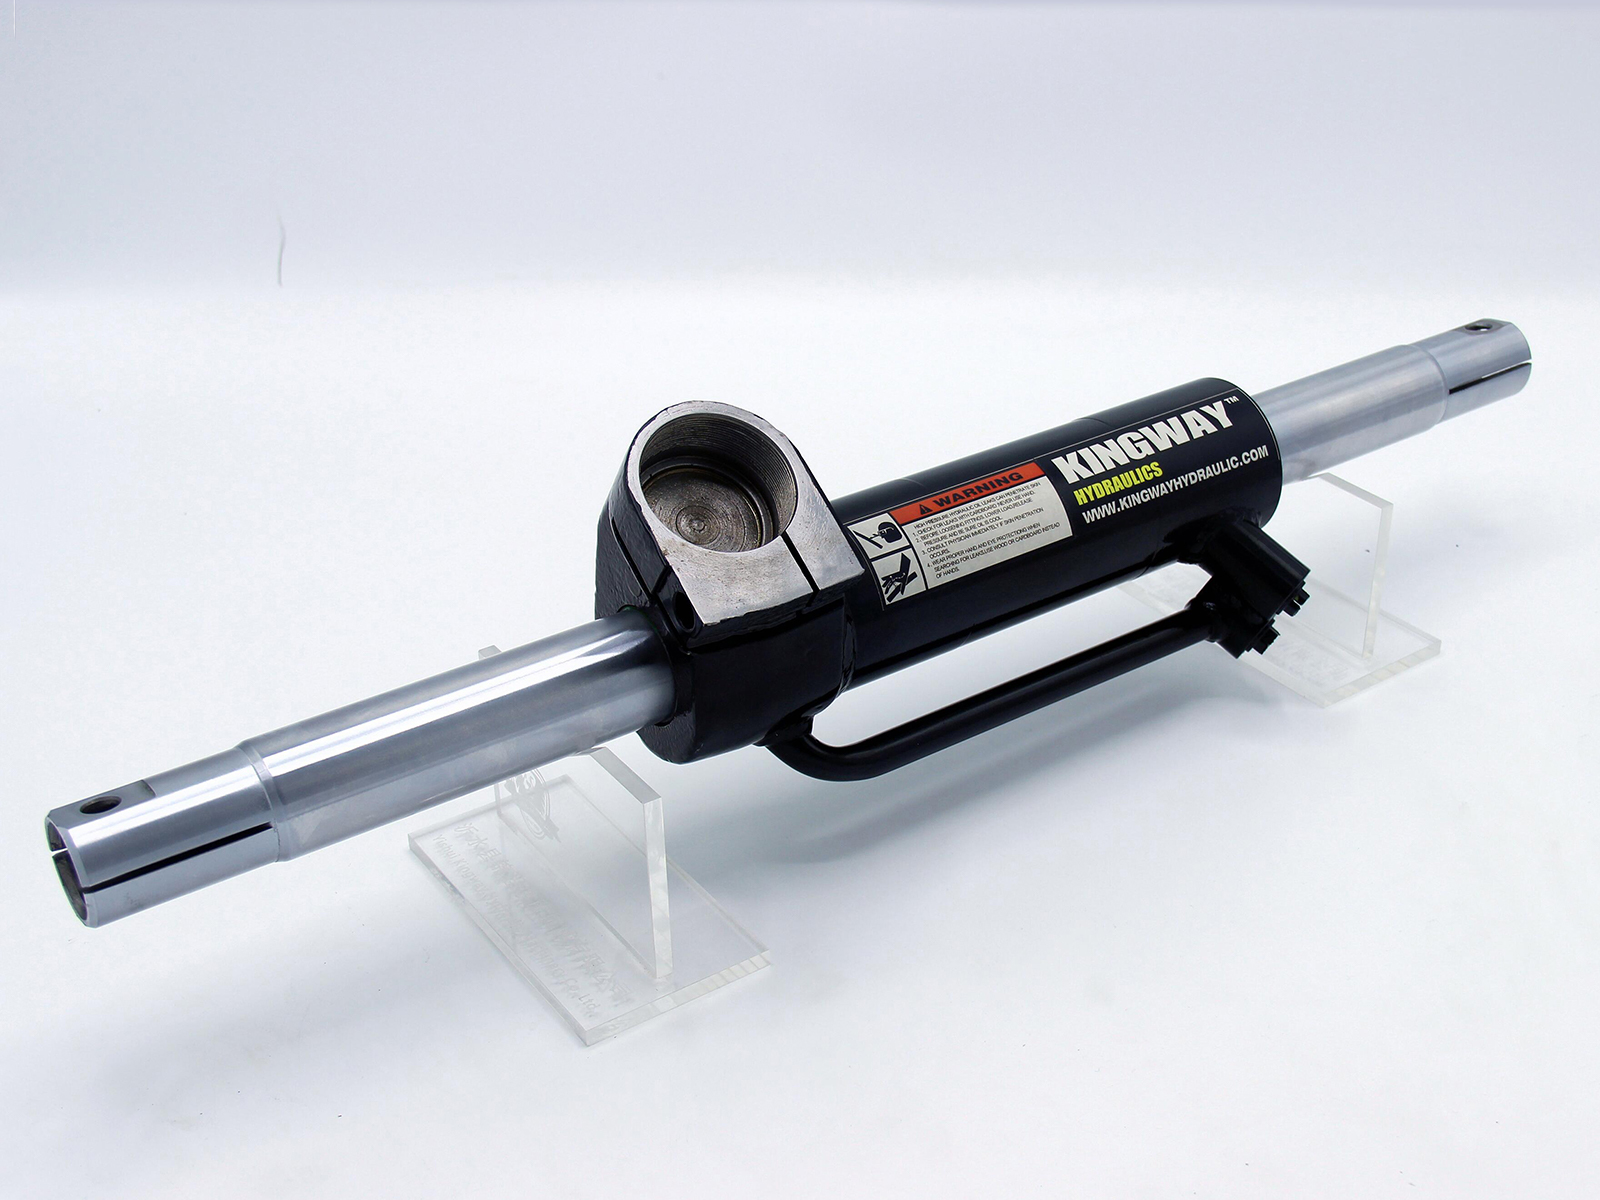 KINGWAY™
HYDRAULICS
WWW.KINGWAYHYDRAULIC.COM
WARNING
HIGH PRESSURE HYDRAULIC OIL LEAKS CAN PENETRATE SKIN
1. CHECK FOR LEAKS WITH CARDBOARD NEVER USE HAND.
2. BEFORE LOOSENING FITTINGS, LOWER LOAD,RELEASE
PRESSURE AND BE SURE OIL IS COOL
3. CONSULT PHYSICIAN IMMEDIATELY IF SKIN PENETRATION
OCCURS.
4. WEAR PROPER HAND AND EYE PROTECTIONG WHEN
SEARCHING FOR LEAKS,USE WOOD OR CARDBOARD INSTEAD
OF HANDS.